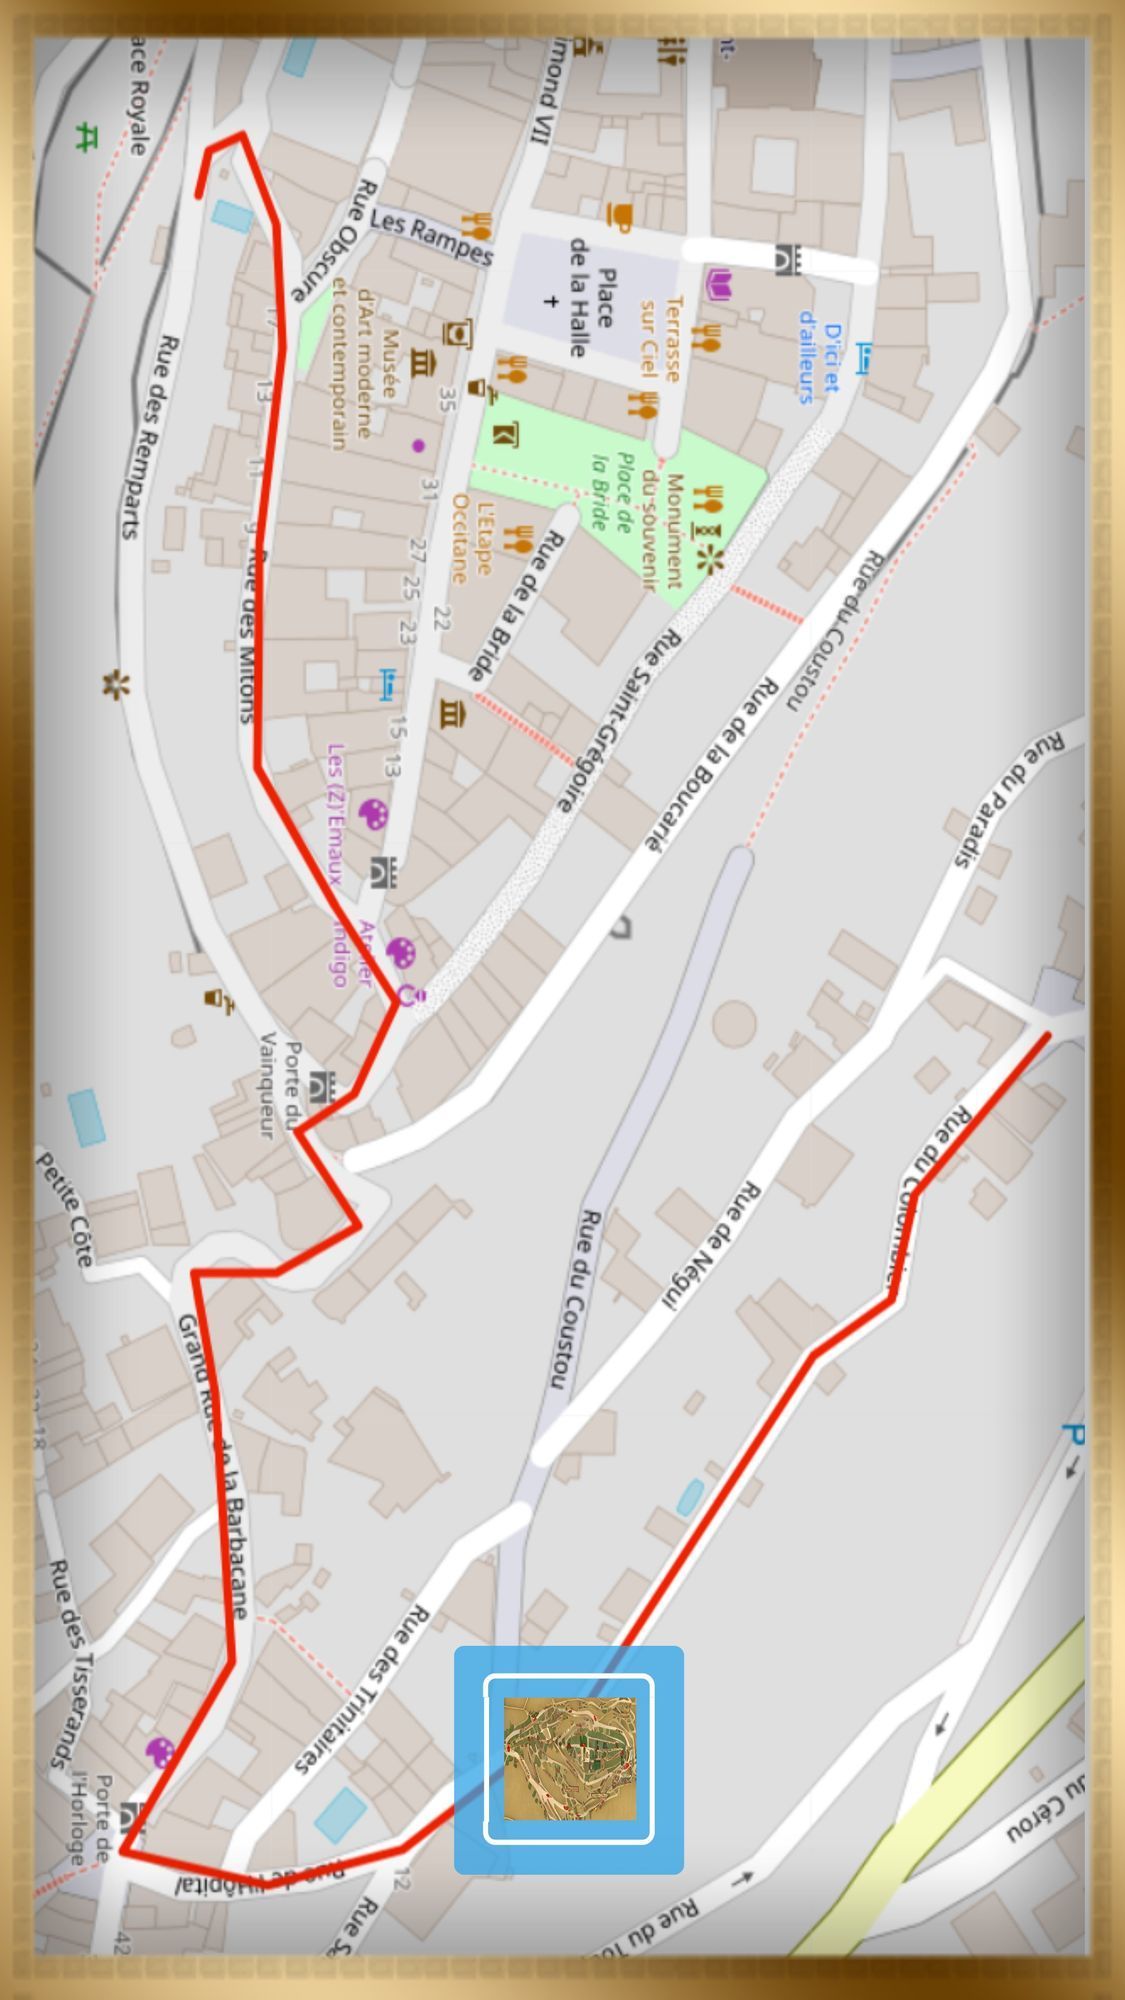 ace Royale
imond VII
nt-
Rue Obscure
Les Rampes
Place
de la Halle
Terrasse
sur Ciel
D'ici et
d'ailleurs
Musée
d'Art moderne
et contemporain
Rue des Remparts
17
13
11
9
Rue des Mitons
35
31
27
25
23
22
15
13
L'Etape
Occitane
Place de
la Bride
Monument
du souvenir
Rue de la Bride
Rue Saint-Grégoire
Rue du Coustou
Rue de la Boucarié
Rue du Paradis
Les (Z)'Emaux
Atelier
Indigo
Porte du
Vainqueur
Petite Côte
Rue du Colombier
Rue de Négui
Rue du Coustou
Grand Rue de la Barbacane
18
P
Rue des Tisserands
Rue des Trinitaires
Porte de
l'Horloge
Rue de l'Hôpital
12
42
Rue Sa
Rue du To
du Cérou